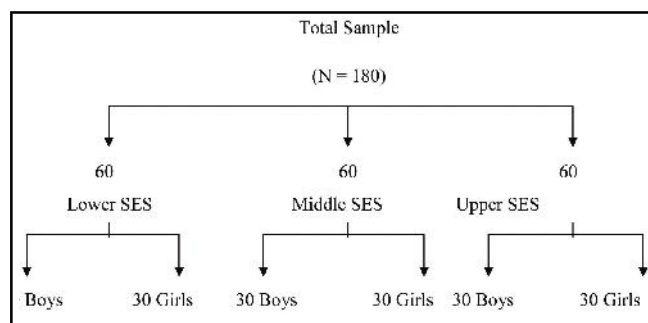 Total Sample
(N = 180)
60 60 60
Lower SES Middle SES Upper SES
Boys 30 Girls 30 Boys 30 Girls 30 Boys 30 Girls